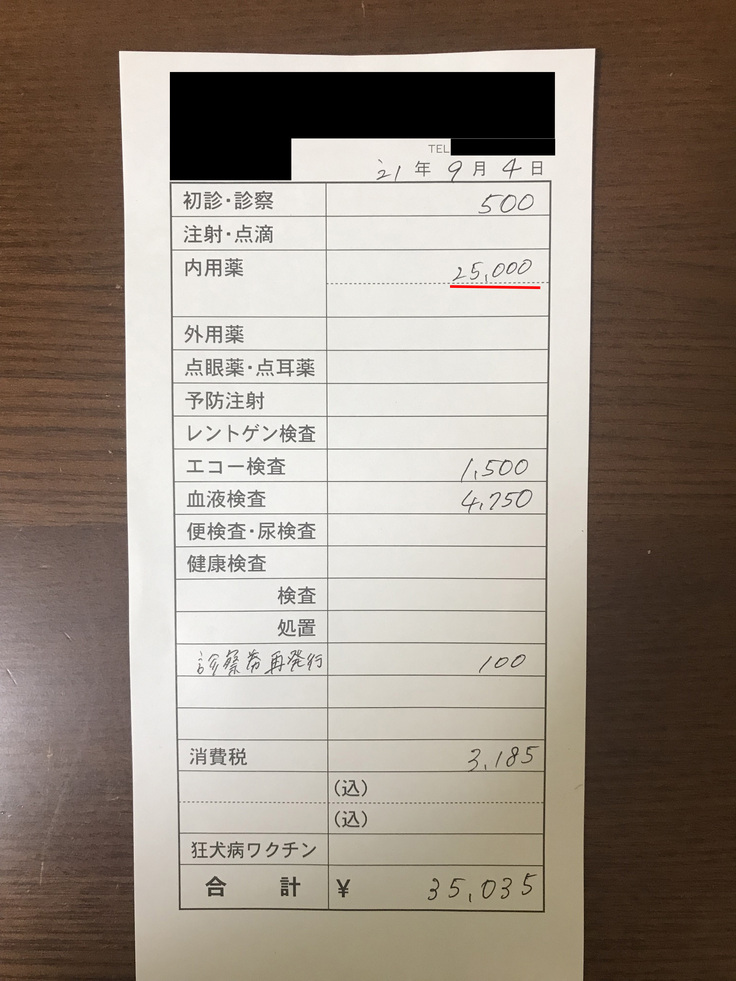 TEL
'21年9月4日
初診・診察 500
注射・点滴
内用薬 25,000
外用薬
点眼薬・点耳薬
予防注射
レントゲン検査
エコー検査 1,500
血液検査 4,750
便検査・尿検査
健康検査
検査
処置
診察券再発行 100
消費税 3,185
(込)
(込)
狂犬病ワクチン
合計 ¥ 35,035